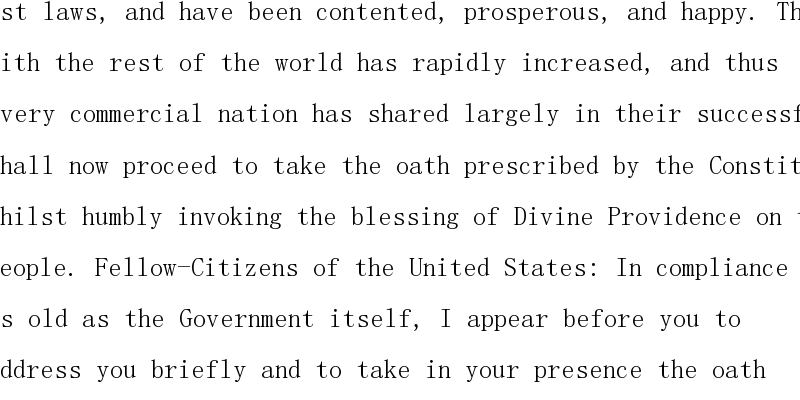 st laws, and have been contented, prosperous, and happy. Th
ith the rest of the world has rapidly increased, and thus
very commercial nation has shared largely in their successf
hall now proceed to take the oath prescribed by the Constit
hilst humbly invoking the blessing of Divine Providence on
eople. Fellow-Citizens of the United States: In compliance
s old as the Government itself, I appear before you to
ddress you briefly and to take in your presence the oath